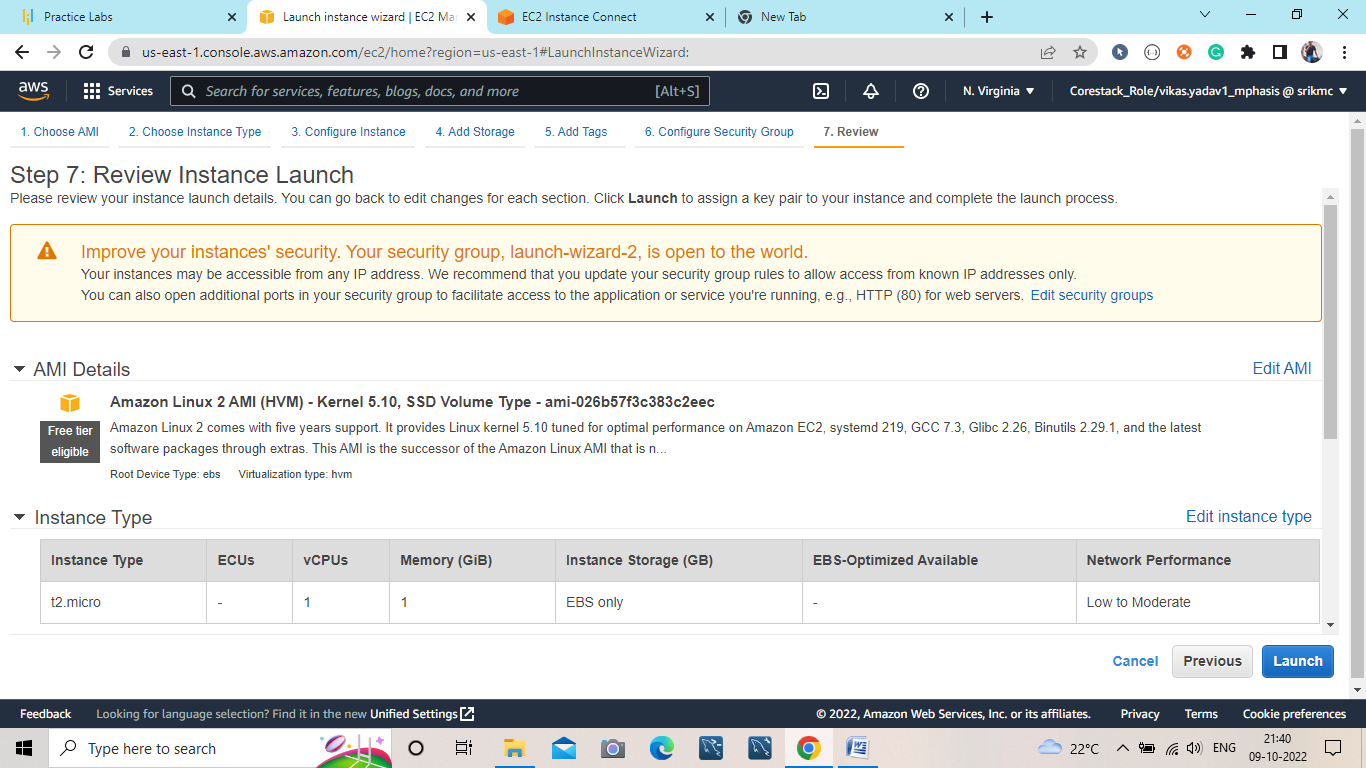 Practice Labs
Launch instance wizard | EC2 Mar
EC2 Instance Connect
New Tab
us-east-1.console.aws.amazon.com/ec2/home?region=us-east-1#LaunchInstanceWizard:
aws
Services
Search for services, features, blogs, docs, and more
[Alt+S]
N. Virginia
Corestack_Role/vikas.yadav1_mphasis @ srikmc
1. Choose AMI
2. Choose Instance Type
3. Configure Instance
4. Add Storage
5. Add Tags
6. Configure Security Group
7. Review
Step 7: Review Instance Launch
Please review your instance launch details. You can go back to edit changes for each section. Click Launch to assign a key pair to your instance and complete the launch process.
Improve your instances' security. Your security group, launch-wizard-2, is open to the world.
Your instances may be accessible from any IP address. We recommend that you update your security group rules to allow access from known IP addresses only.
You can also open additional ports in your security group to facilitate access to the application or service you're running, e.g., HTTP (80) for web servers. Edit security groups
AMI Details
Edit AMI
Amazon Linux 2 AMI (HVM) - Kernel 5.10, SSD Volume Type - ami-026b57f3c383c2eec
Free tier
eligible
Amazon Linux 2 comes with five years support. It provides Linux kernel 5.10 tuned for optimal performance on Amazon EC2, systemd 219, GCC 7.3, Glibc 2.26, Binutils 2.29.1, and the latest
software packages through extras. This AMI is the successor of the Amazon Linux AMI that is n...
Root Device Type: ebs Virtualization type: hvm
Instance Type
Edit instance type
Instance Type ECUs vCPUs Memory (GiB) Instance Storage (GB) EBS-Optimized Available Network Performance
t2.micro - 1 1 EBS only - Low to Moderate
Cancel
Previous
Launch
Feedback
Looking for language selection? Find it in the new Unified Settings
© 2022, Amazon Web Services, Inc. or its affiliates.
Privacy
Terms
Cookie preferences
Type here to search
22°C
ENG
21:40
09-10-2022